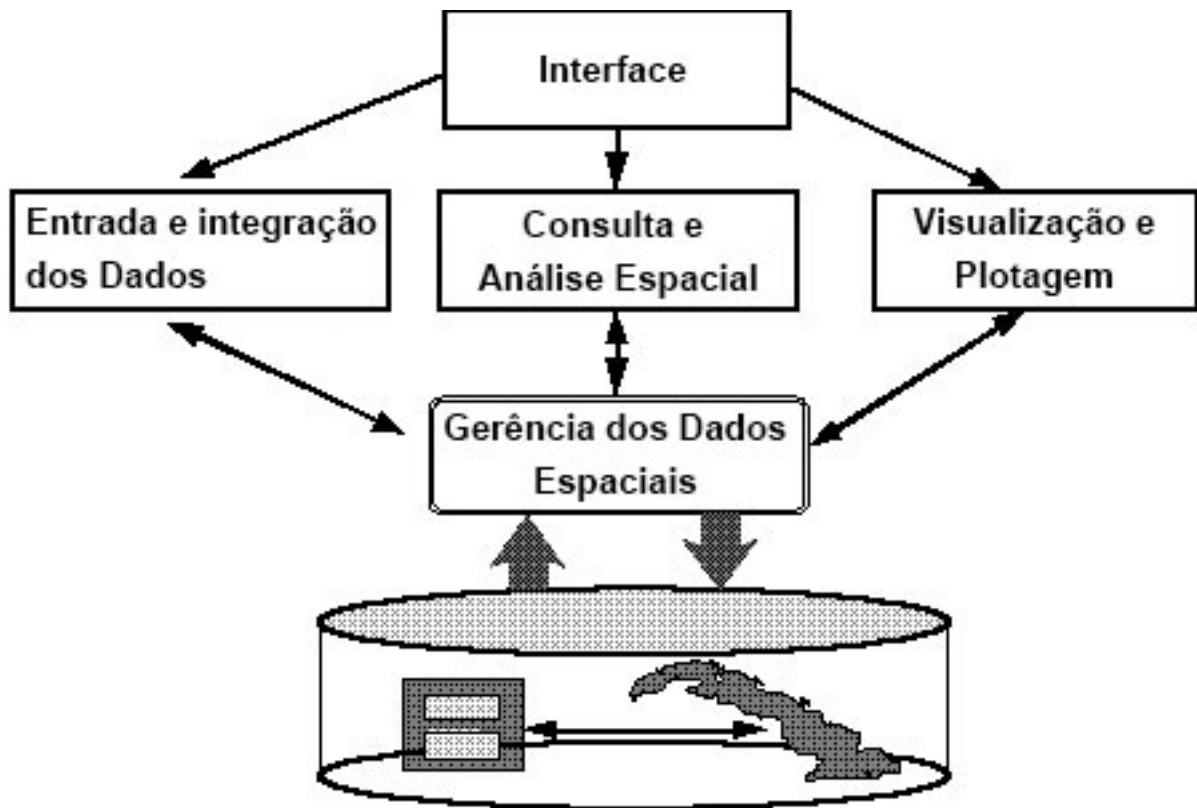 Interface
Entrada e integração
dos Dados
Consulta e
Análise Espacial
Visualização e
Plotagem
Gerência dos Dados
Espaciais